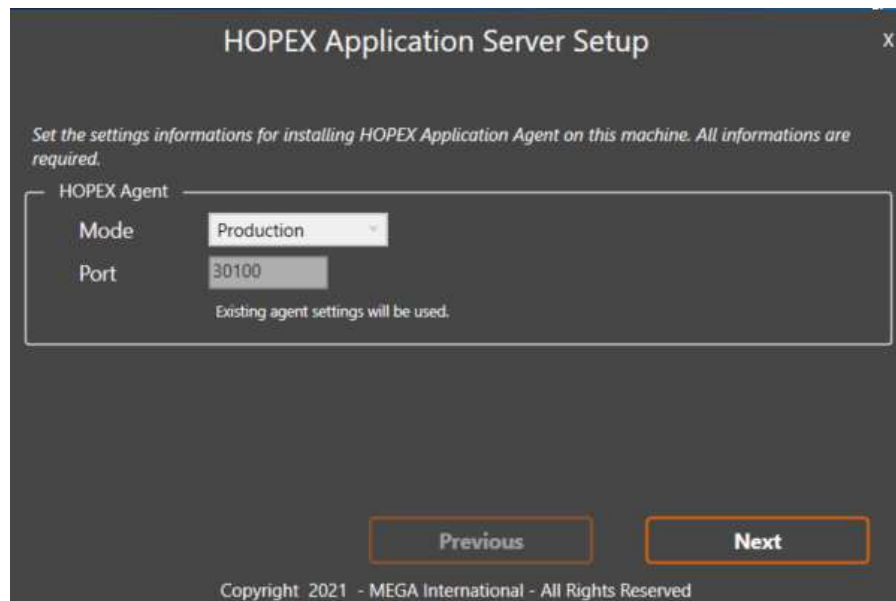 HOPEX Application Server Setup
X
Set the settings informations for installing HOPEX Application Agent on this machine. All informations are
required.
HOPEX Agent
Mode
Production
Port
30100
Existing agent settings will be used.
Previous
Next
Copyright 2021 - MEGA International - All Rights Reserved